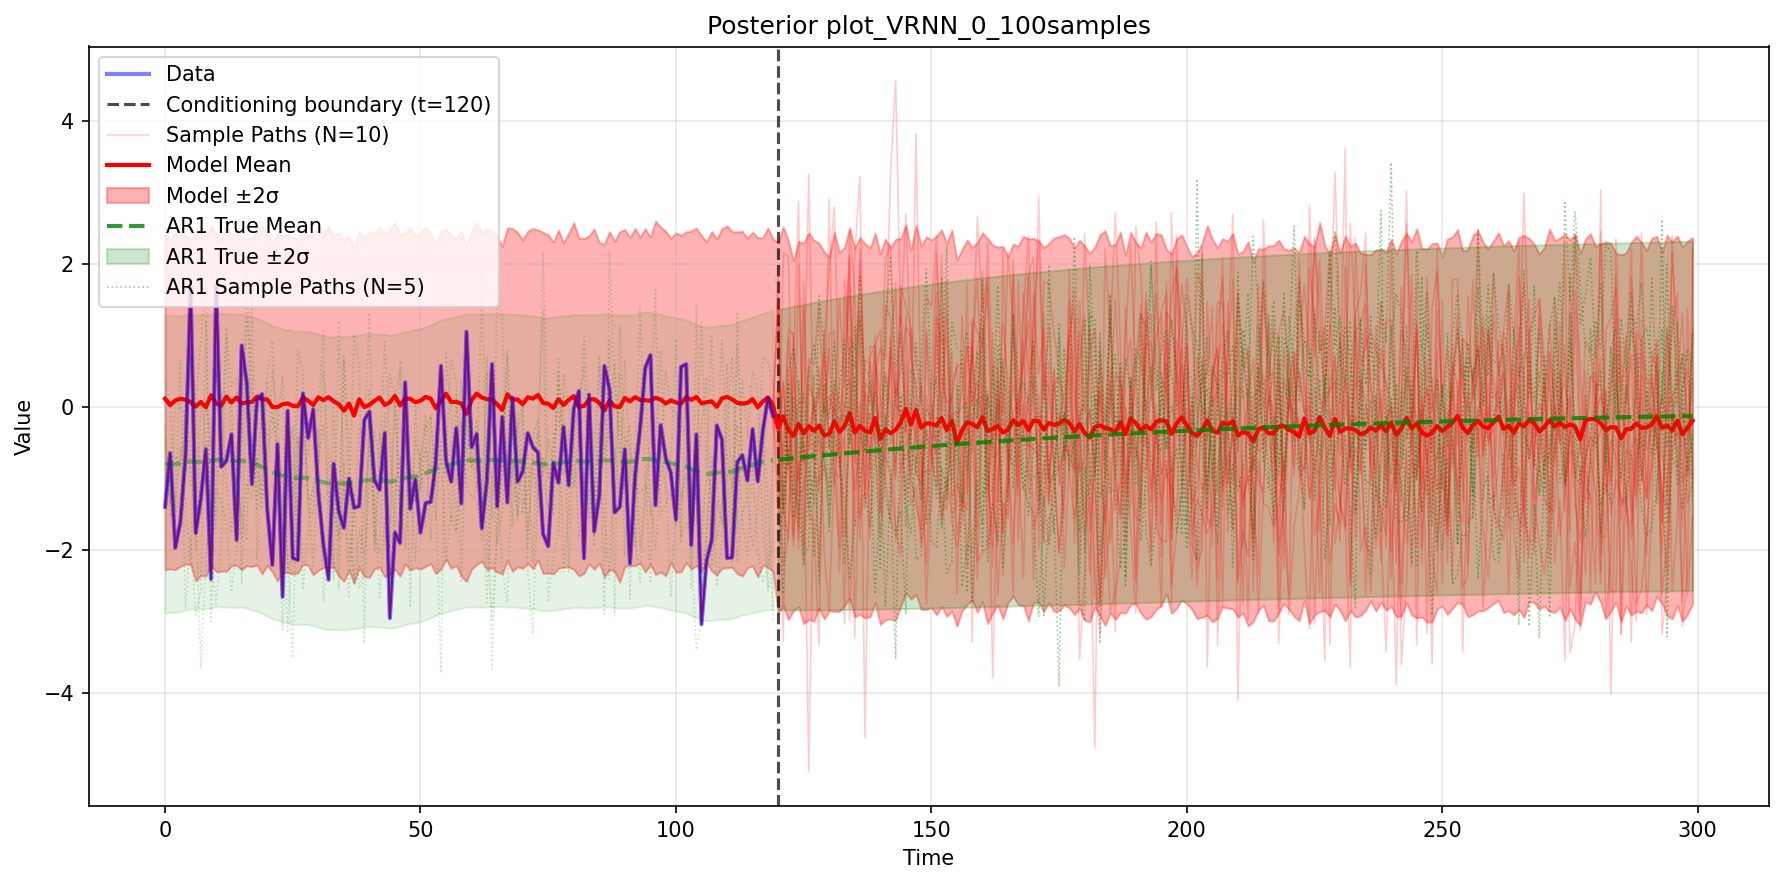 Posterior plot_VRNN_0_100samples
Data
Conditioning boundary (t=120)
Sample Paths (N=10)
Model Mean
Model ±2σ
AR1 True Mean
AR1 True ±2σ
AR1 Sample Paths (N=5)
Value
4
2
0
−2
−4
0
50
100
150
200
250
300
Time